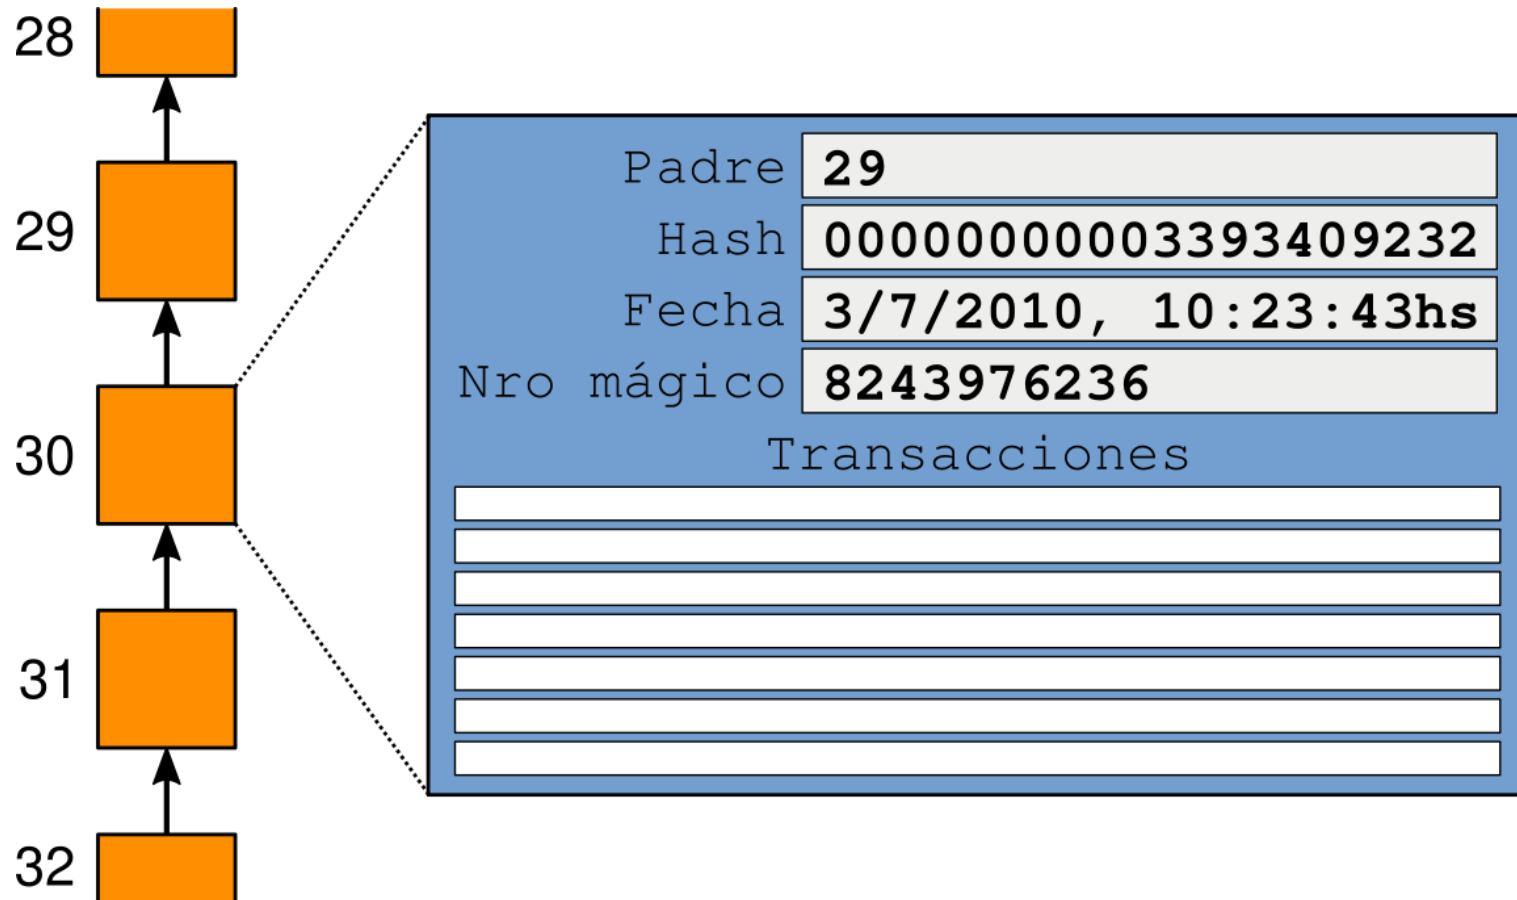 28
29
30
31
32
Padre 29
Hash 00000000003393409232
Fecha 3/7/2010, 10:23:43hs
Nro mágico 8243976236
Transacciones